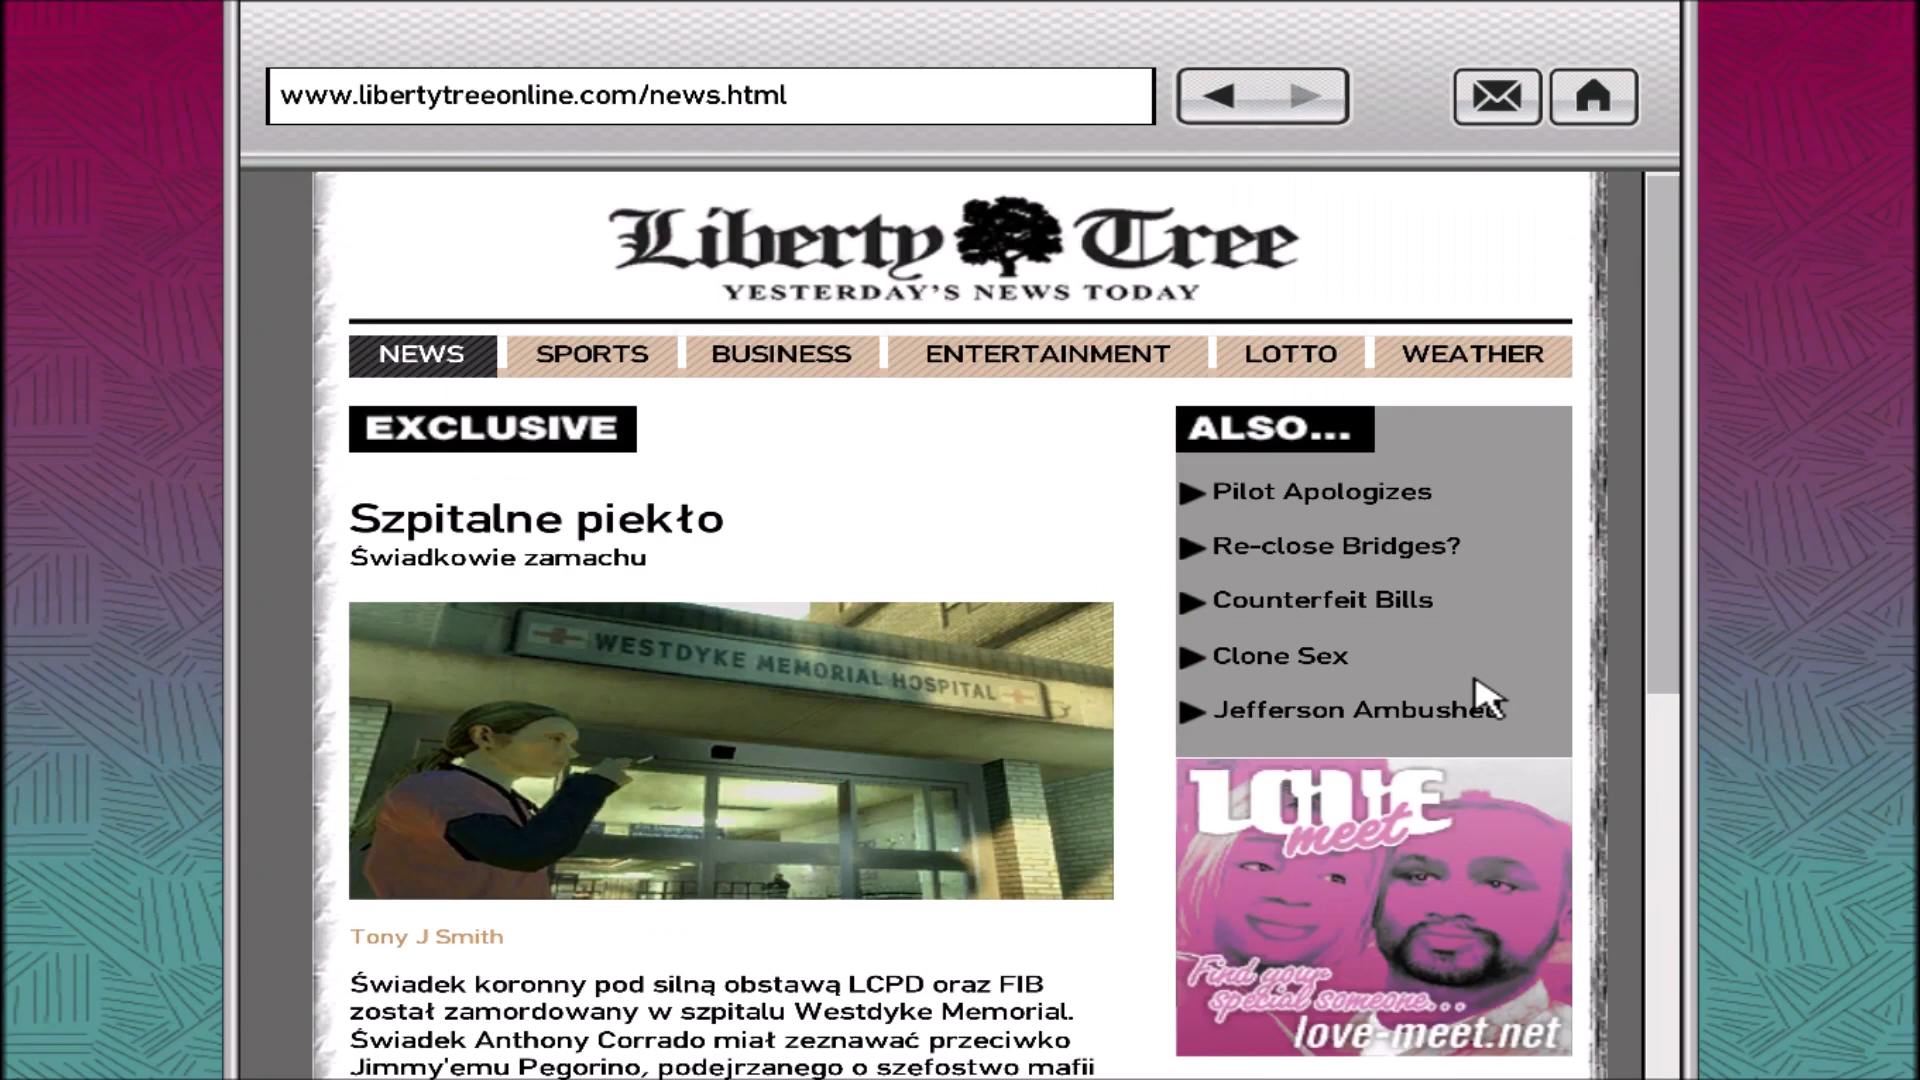 www.libertytreeonline.com/news.html
Liberty Tree
YESTERDAY'S NEWS TODAY
NEWS SPORTS BUSINESS ENTERTAINMENT LOTTO WEATHER
EXCLUSIVE
Szpitalne piekło
Świadkowie zamachu
WESTDYKE MEMORIAL HOSPITAL
Tony J Smith
Świadek koronny pod silną obstawą LCPD oraz FIB
został zamordowany w szpitalu Westdyke Memorial.
Świadek Anthony Corrado miał zeznawać przeciwko
Jimmy'emu Pegorino, podejrzanego o szefostwo mafii
ALSO...
Pilot Apologizes
Re-close Bridges?
Counterfeit Bills
Clone Sex
Jefferson Ambushed
LOVE
meet
Find your
special someone...
love-meet.net